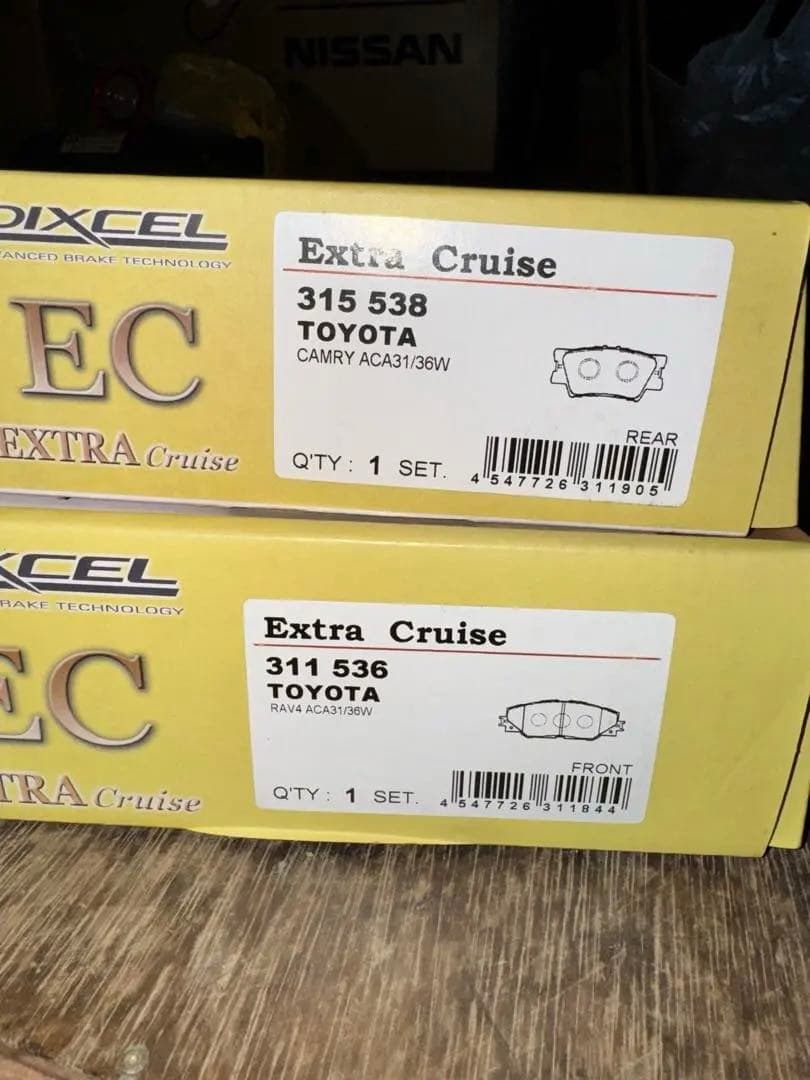 NISSAN
DIXCEL
ANCED BRAKE TECHNOLOGY
EC
EXTRA Cruise
Extra Cruise
315 538
TOYOTA
CAMRY ACA31/36W
REAR
Q'TY : 1 SET.
4 547726 311905
XCEL
RAKE TECHNOLOGY
EC
TRA Cruise
Extra Cruise
311 536
TOYOTA
RAV4 ACA31/36W
FRONT
Q'TY : 1 SET.
4 547726 311844